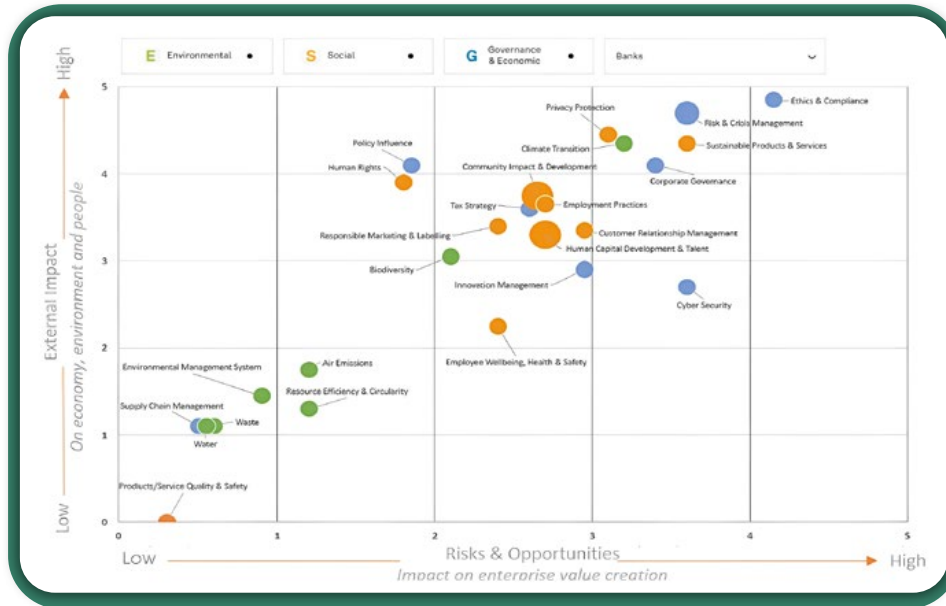 E Environmental
S Social
G Governance
& Economic
Banks
High
External Impact
On economy, environment and people
Low
5
4
3
2
1
0
Ethics & Compliance
Privacy Protection
Risk & Crisis Management
Policy Influence
Climate Transition
Sustainable Products & Services
Human Rights
Community Impact & Development
Corporate Governance
Tax Strategy
Employment Practices
Responsible Marketing & Labelling
Customer Relationship Management
Human Capital Development & Talent
Biodiversity
Innovation Management
Cyber Security
Employee Wellbeing, Health & Safety
Environmental Management System
Air Emissions
Resource Efficiency & Circularity
Supply Chain Management
Waste
Water
Products/Service Quality & Safety
0 1 2 3 4 5
Low
Risks & Opportunities
High
Impact on enterprise value creation